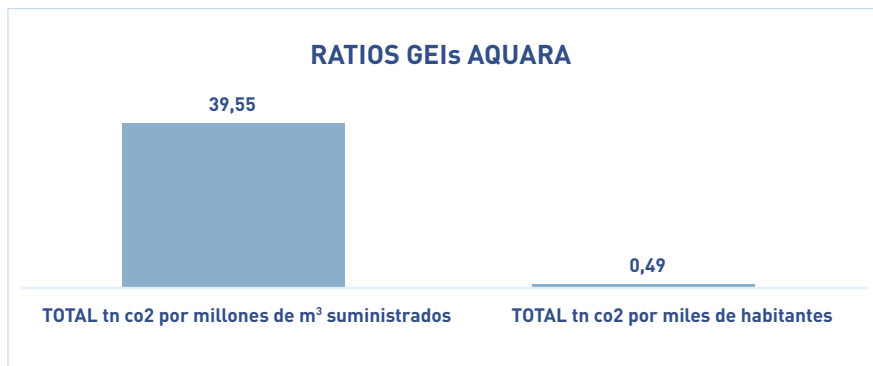 RATIOS GEIs AQUARA
39,55
0,49
TOTAL tn co2 por millones de m³ suministrados
TOTAL tn co2 por miles de habitantes